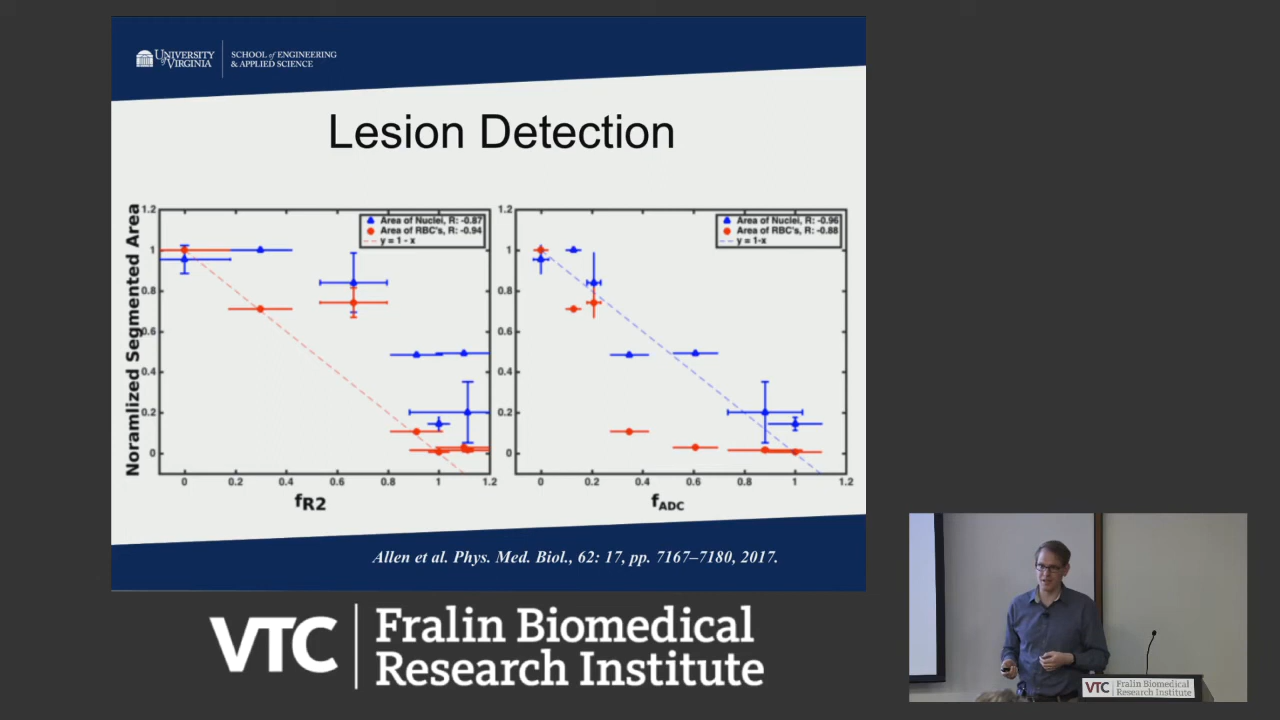 UNIVERSITY of VIRGINIA
SCHOOL of ENGINEERING
& APPLIED SCIENCE
Lesion Detection
Noramlized Segmented Area
1.2
1
0.8
0.6
0.4
0.2
0
Area of Nuclei, R: -0.87
Area of RBC's, R: -0.94
y = 1 - x
0 0.2 0.4 0.6 0.8 1 1.2
fR2
1.2
1
0.8
0.6
0.4
0.2
0
Area of Nuclei, R: -0.96
Area of RBC's, R: -0.88
y = 1-x
0 0.2 0.4 0.6 0.8 1 1.2
fADC
Allen et al. Phys. Med. Biol., 62: 17, pp. 7167–7180, 2017.
VTC
Fralin Biomedical
Research Institute
VTC
Fralin Biomedical
Research Institute